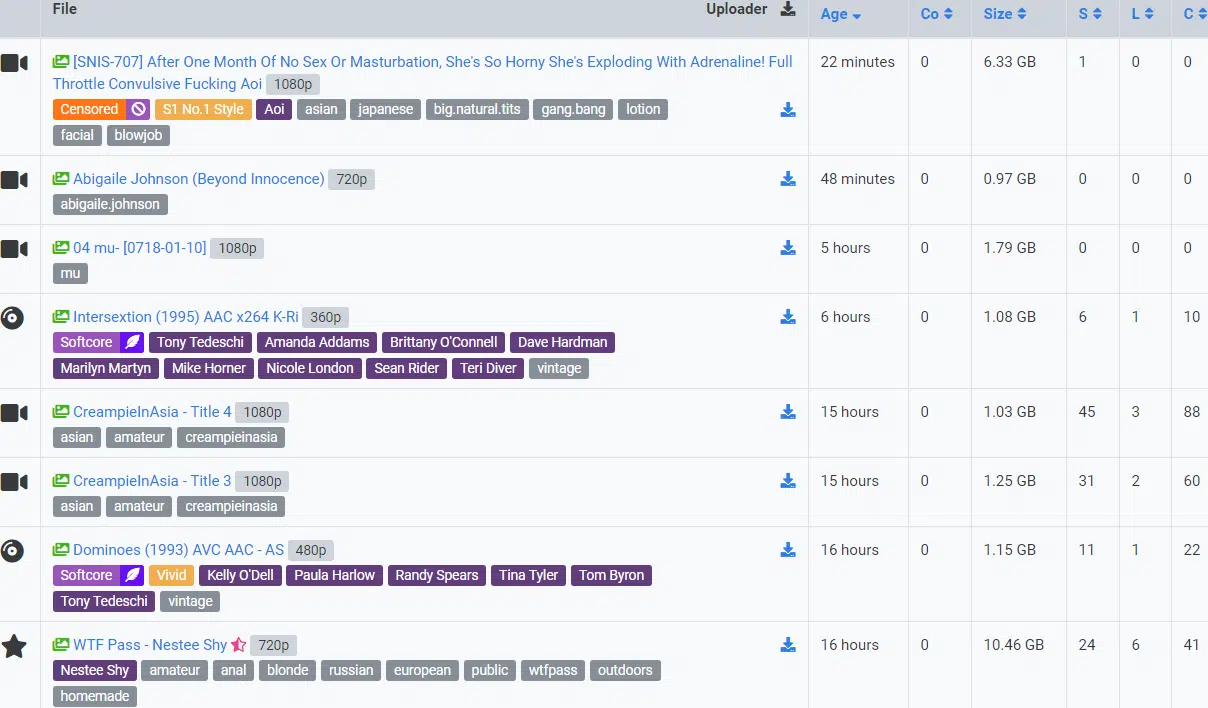 File Uploader Age Co Size S L C
[SNIS-707] After One Month Of No Sex Or Masturbation, She's So Horny She's Exploding With Adrenaline! Full 22 minutes 0 6.33 GB 1 0 0
Throttle Convulsive Fucking Aoi 1080p
Censored S1 No.1 Style Aoi asian japanese big.natural.tits gang.bang lotion
facial blowjob
Abigaile Johnson (Beyond Innocence) 720p 48 minutes 0 0.97 GB 0 0 0
abigaile.johnson
04 mu- [0718-01-10] 1080p 5 hours 0 1.79 GB 0 0 0
mu
Intersextion (1995) AAC x264 K-Ri 360p 6 hours 0 1.08 GB 6 1 10
Softcore Tony Tedeschi Amanda Addams Brittany O'Connell Dave Hardman
Marilyn Martyn Mike Horner Nicole London Sean Rider Teri Diver vintage
CreampieInAsia - Title 4 1080p 15 hours 0 1.03 GB 45 3 88
asian amateur creampieinasia
CreampieInAsia - Title 3 1080p 15 hours 0 1.25 GB 31 2 60
asian amateur creampieinasia
Dominoes (1993) AVC AAC - AS 480p 16 hours 0 1.15 GB 11 1 22
Softcore Vivid Kelly O'Dell Paula Harlow Randy Spears Tina Tyler Tom Byron
Tony Tedeschi vintage
WTF Pass - Nestee Shy 720p 16 hours 0 10.46 GB 24 6 41
Nestee Shy amateur anal blonde russian european public wtfpass outdoors
homemade